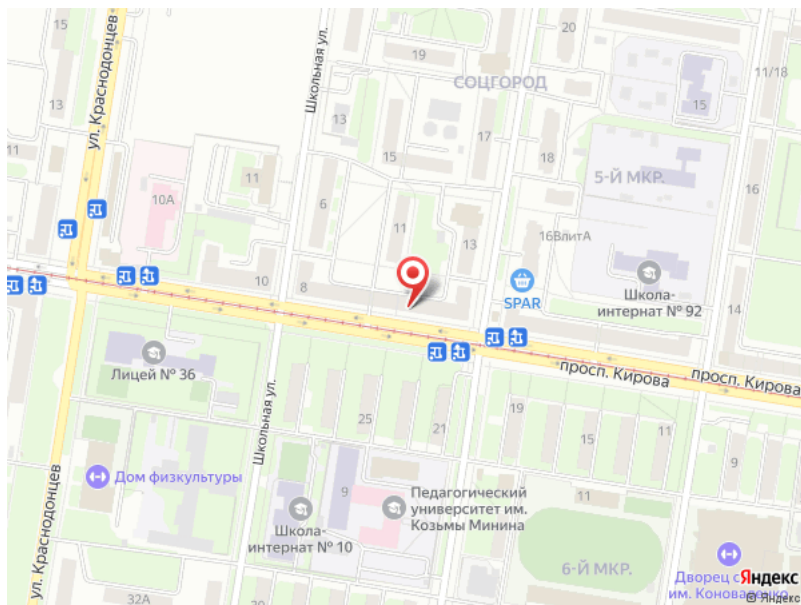 20
19
11/18
Школьная ул.
СОЦГОРОД
ул. Краснодонцев
13
15
13
17
11
15
18
5-Й МКР.
11
10А
16
6
11
13
16ВлитА
10
8
SPAR
Школа-
интернат № 92
14
Лицей № 36
просп. Кирова
просп. Кирова
Школьная ул.
25
21
19
15
11
9
Дом физкультуры
ул. Краснодонцев
9
Педагогический
университет им.
Козьмы Минина
11
Школа-
интернат № 10
6-Й МКР.
Дворец с
им. Коноваленко
Яндекс
32А
© Яндекс